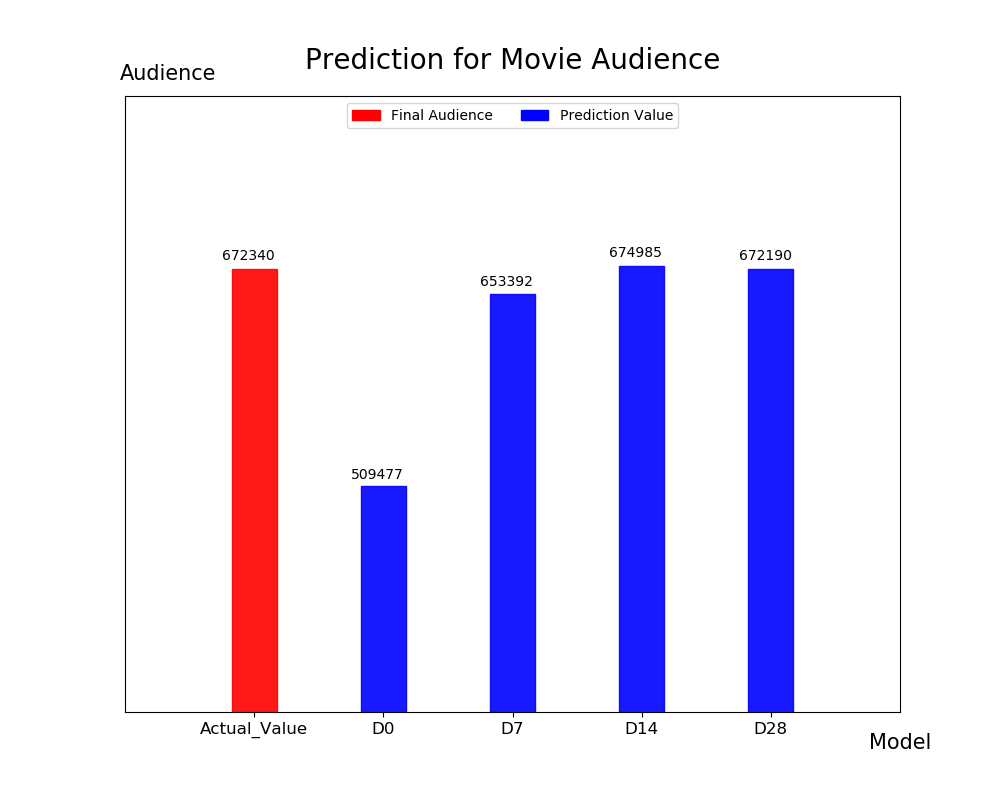 Prediction for Movie Audience
Audience
Final Audience Prediction Value
672340
509477
653392
674985
672190
Actual_Value D0 D7 D14 D28
Model